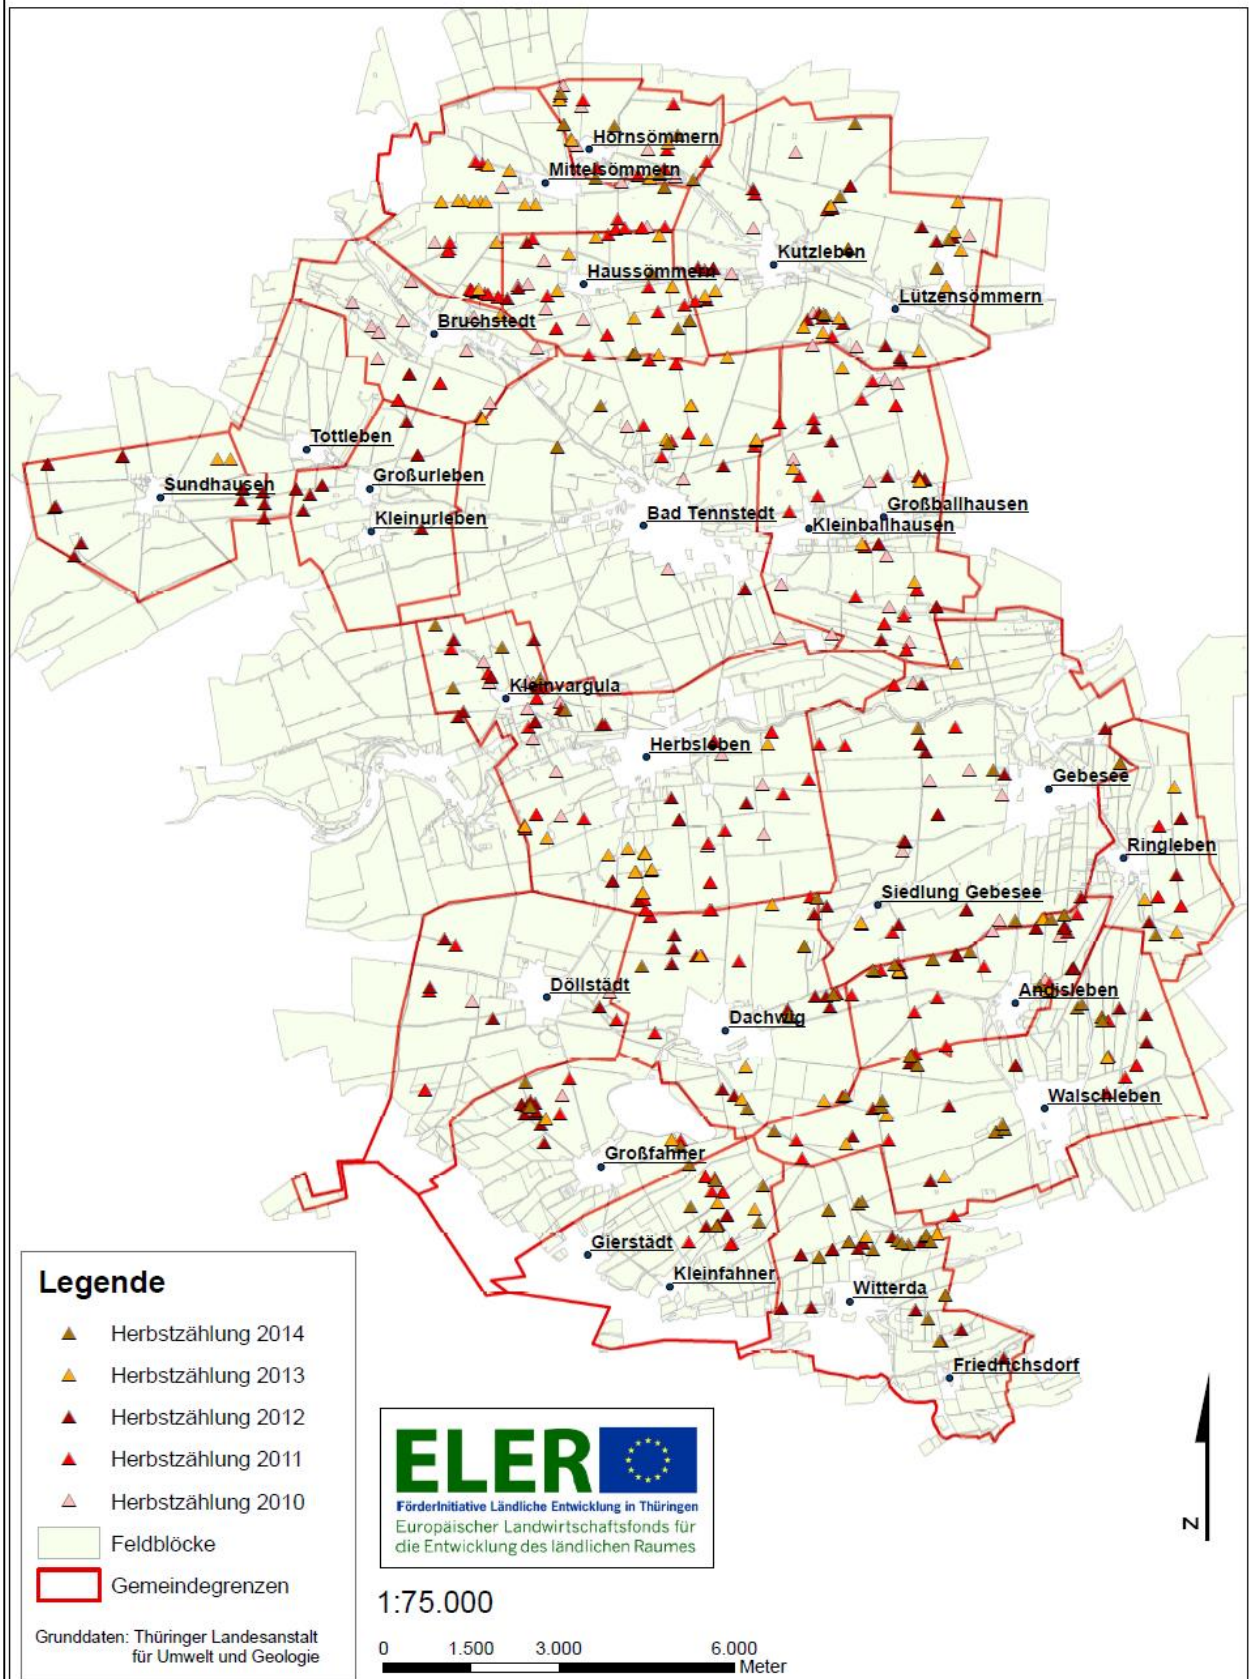 Hornsömmern
Mittelsömmern
Kutzleben
Haussömmern
Lützensömmern
Bruchstedt
Tottleben
Sundhausen
Großurleben
Kleinurleben
Bad Tennstedt
Großballhausen
Kleinballhausen
Kleinvargula
Herbsleben
Gebesee
Ringleben
Siedlung Gebesee
Döllstädt
Andisleben
Dachwig
Walschleben
Großfahner
Gierstädt
Kleinfahner
Witterda
Friedrichsdorf
Legende
Herbstzählung 2014
Herbstzählung 2013
Herbstzählung 2012
Herbstzählung 2011
Herbstzählung 2010
Feldblöcke
Gemeindegrenzen
Grunddaten: Thüringer Landesanstalt
für Umwelt und Geologie
ELER
FörderInitiative Ländliche Entwicklung in Thüringen
Europäischer Landwirtschaftsfonds für
die Entwicklung des ländlichen Raumes
1:75.000
0 1.500 3.000 6.000
Meter
N